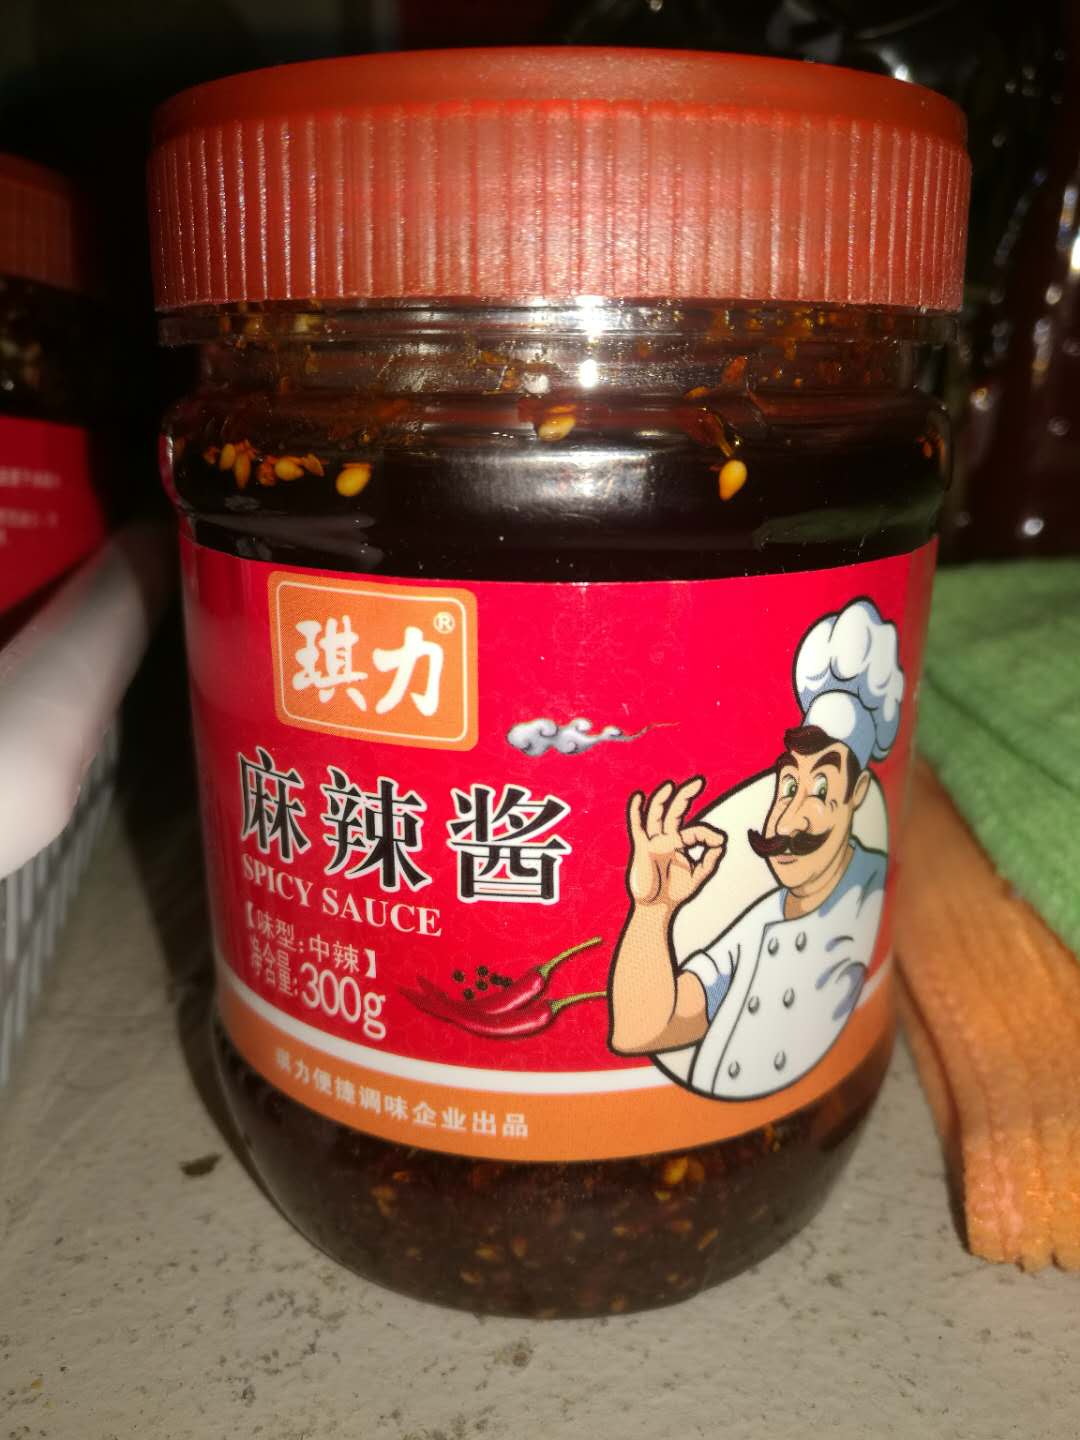 琪力®
麻辣酱
SPICY SAUCE
【味型:中辣】
净含量:300g
琪力便捷调味企业出品